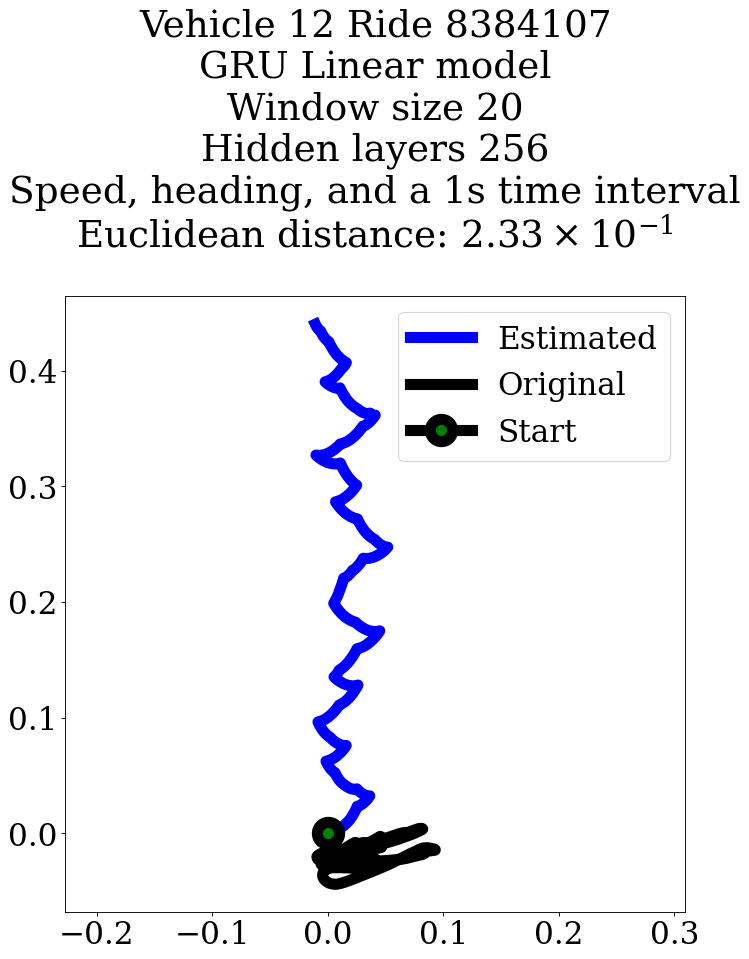 Vehicle 12 Ride 8384107
GRU Linear model
Window size 20
Hidden layers 256
Speed, heading, and a 1s time interval
Euclidean distance: 2.33 × 10⁻¹
Estimated
Original
Start
0.4
0.3
0.2
0.1
0.0
−0.2 −0.1 0.0 0.1 0.2 0.3